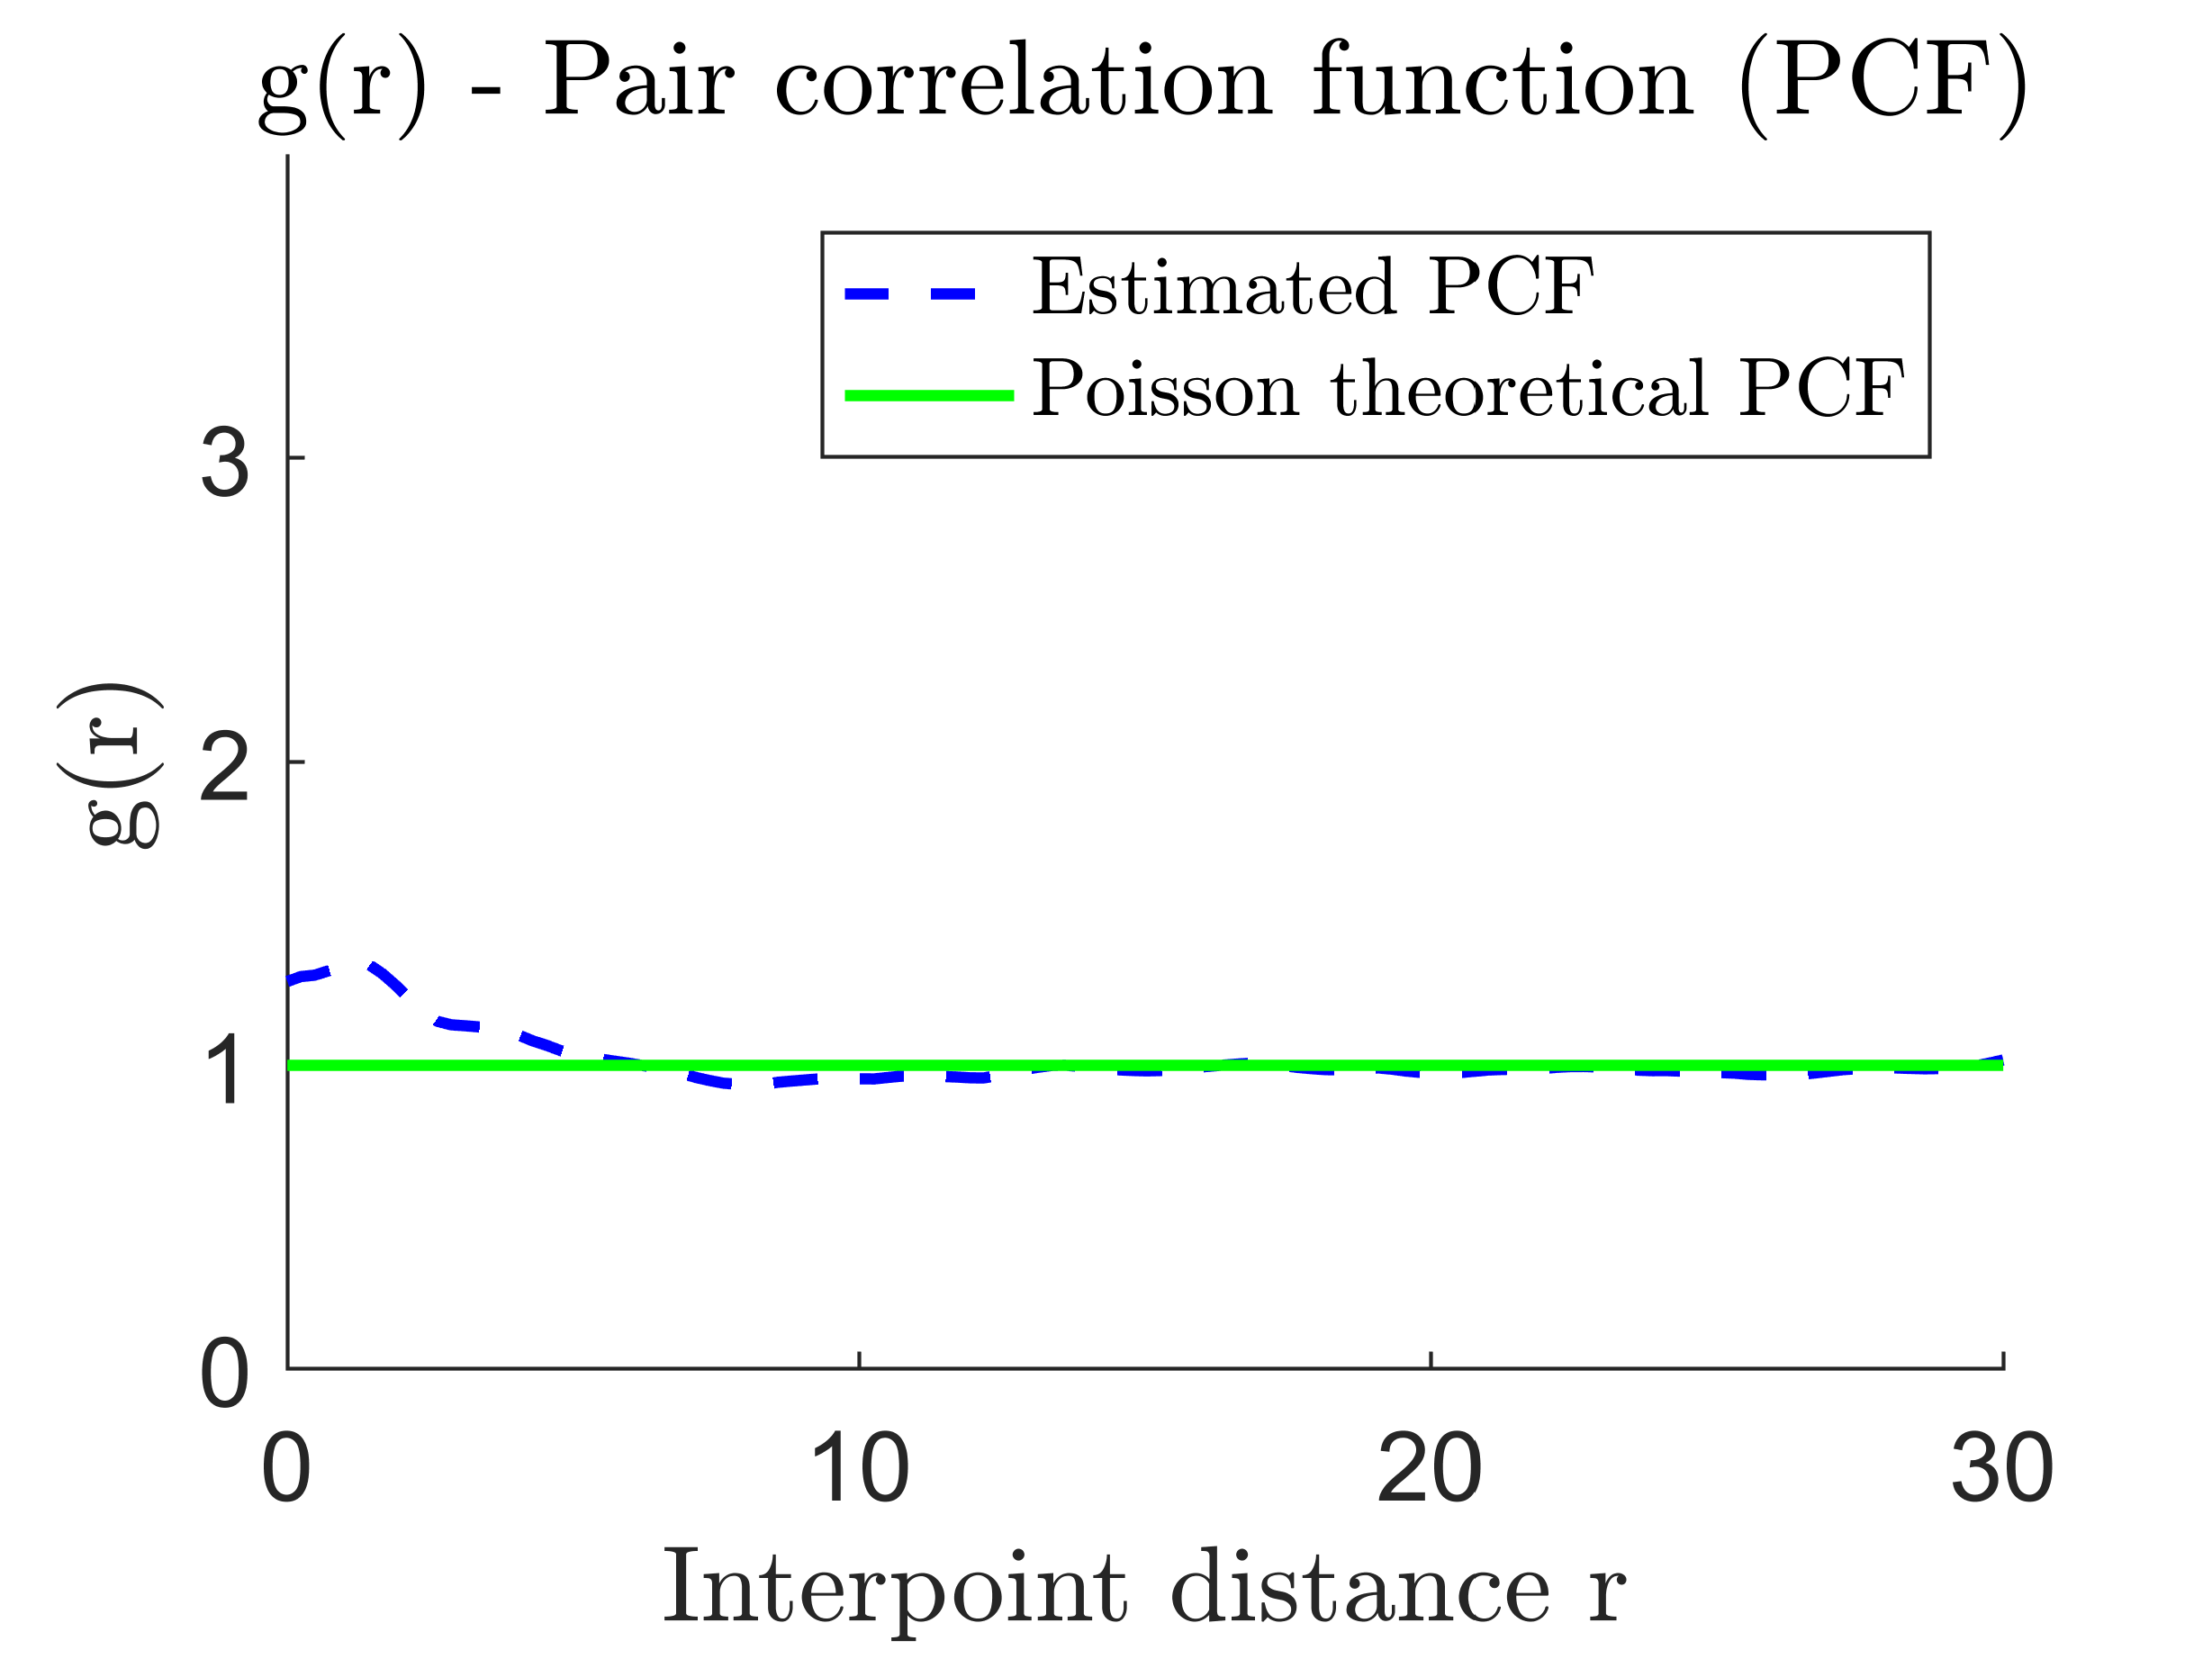 g(r) - Pair correlation function (PCF)
Estimated PCF
Poisson theoretical PCF
g(r)
3
2
1
0
0 10 20 30
Interpoint distance r